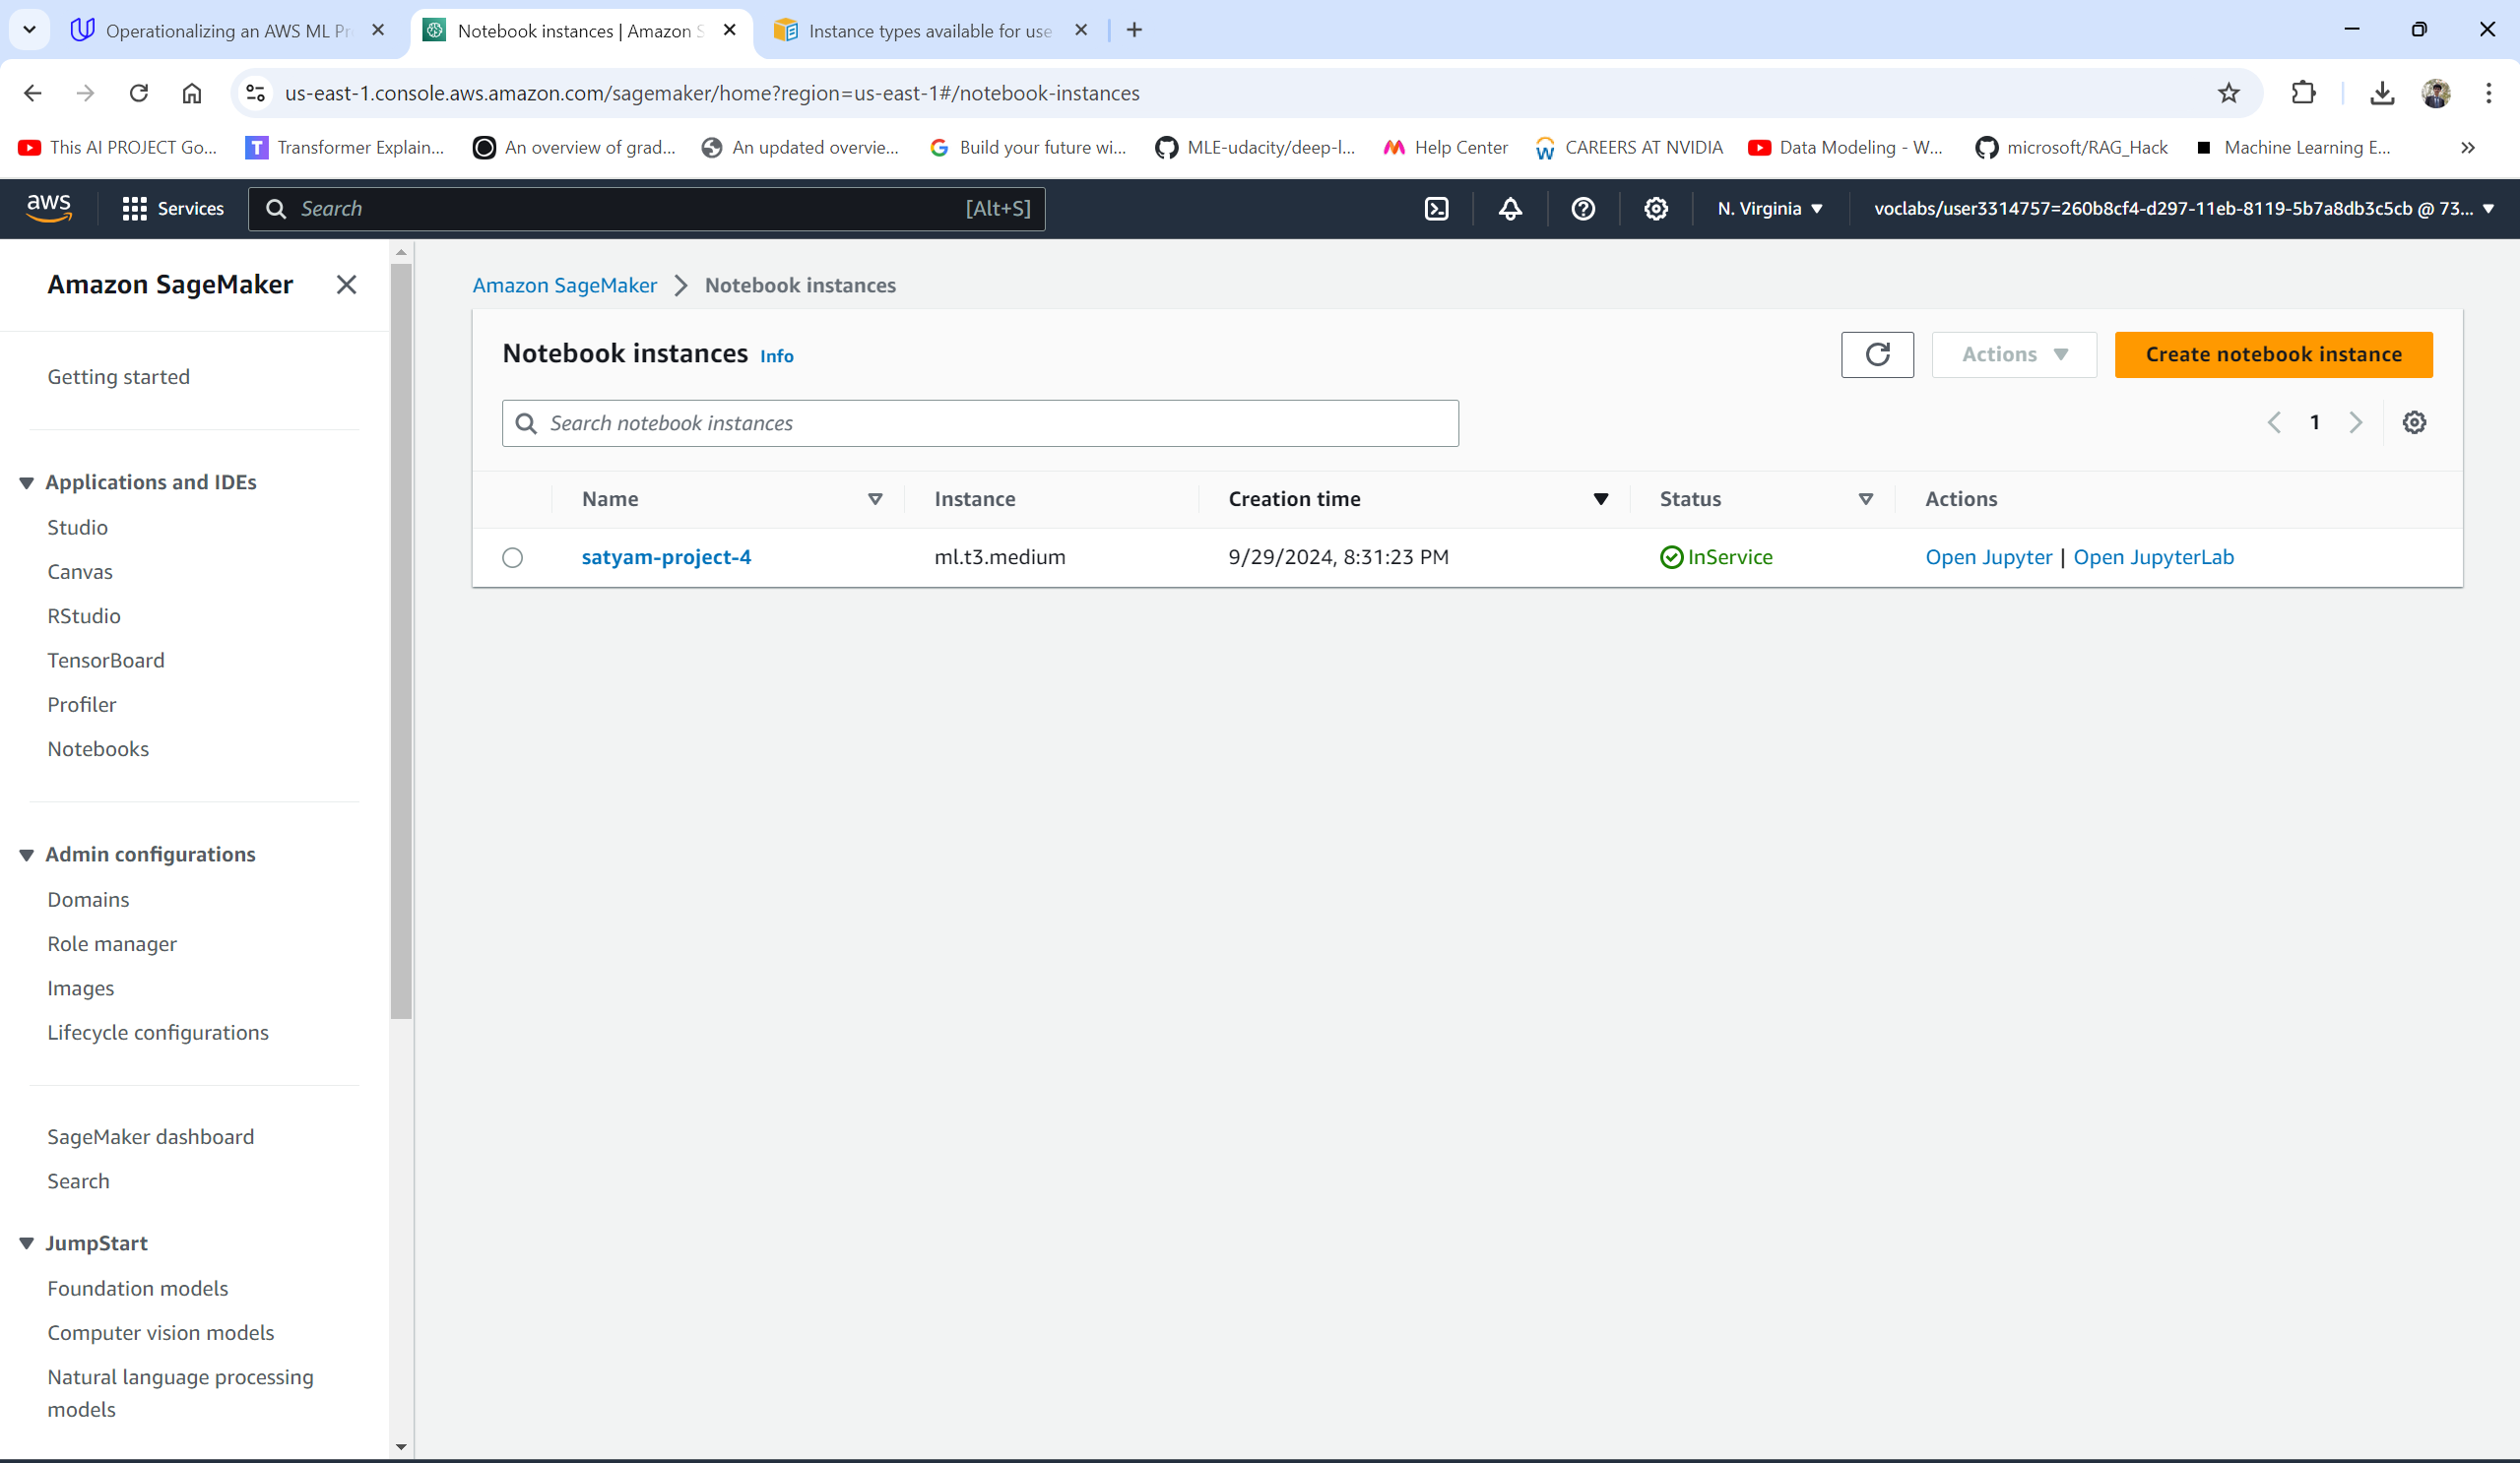 Operationalizing an AWS ML Pr
Notebook instances | Amazon S
Instance types available for use
us-east-1.console.aws.amazon.com/sagemaker/home?region=us-east-1#/notebook-instances
This AI PROJECT Go...
T Transformer Explain...
An overview of grad...
An updated overvie...
Build your future wi...
MLE-udacity/deep-l...
Help Center
CAREERS AT NVIDIA
Data Modeling - W...
microsoft/RAG_Hack
Machine Learning E...
aws
Services
Search
[Alt+S]
N. Virginia
voclabs/user3314757=260b8cf4-d297-11eb-8119-5b7a8db3c5cb @ 73...
Amazon SageMaker
Getting started
Applications and IDEs
Studio
Canvas
RStudio
TensorBoard
Profiler
Notebooks
Admin configurations
Domains
Role manager
Images
Lifecycle configurations
SageMaker dashboard
Search
JumpStart
Foundation models
Computer vision models
Natural language processing
models
Amazon SageMaker > Notebook instances
Notebook instances Info
Actions
Create notebook instance
Search notebook instances
1
Name Instance Creation time Status Actions
satyam-project-4 ml.t3.medium 9/29/2024, 8:31:23 PM InService Open Jupyter | Open JupyterLab